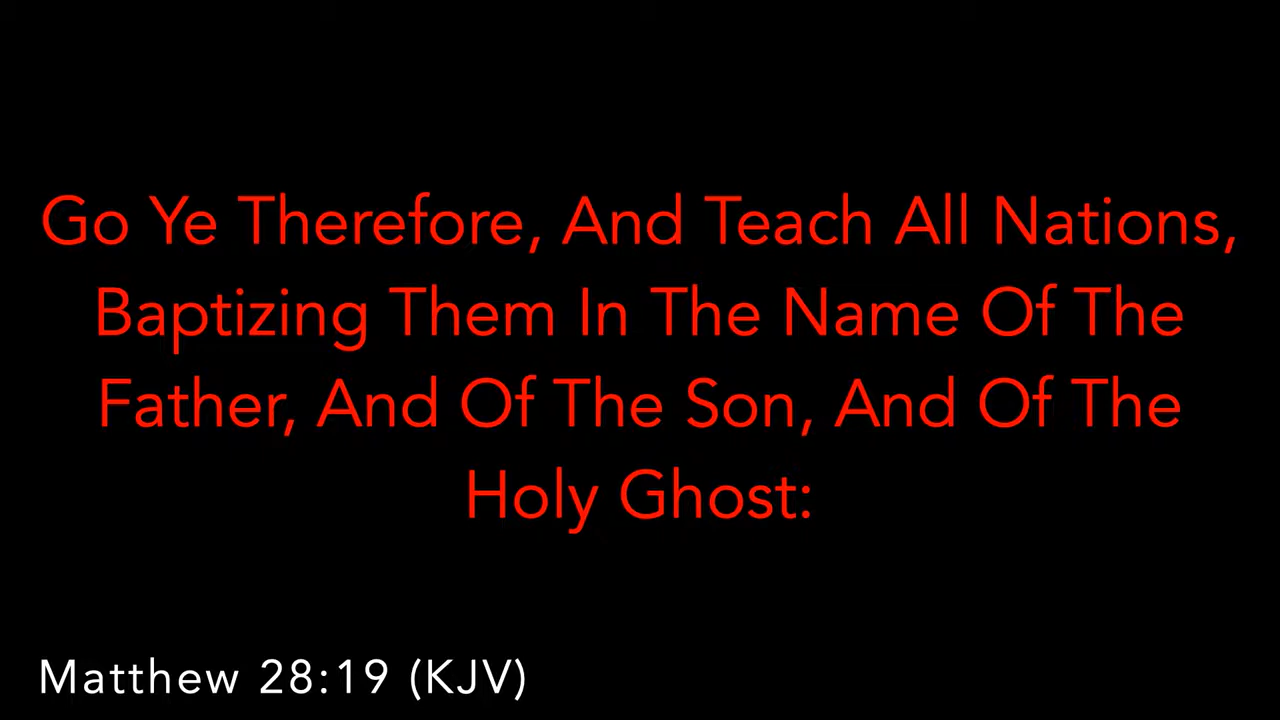 Go Ye Therefore, And Teach All Nations,
Baptizing Them In The Name Of The
Father, And Of The Son, And Of The
Holy Ghost:
Matthew 28:19 (KJV)